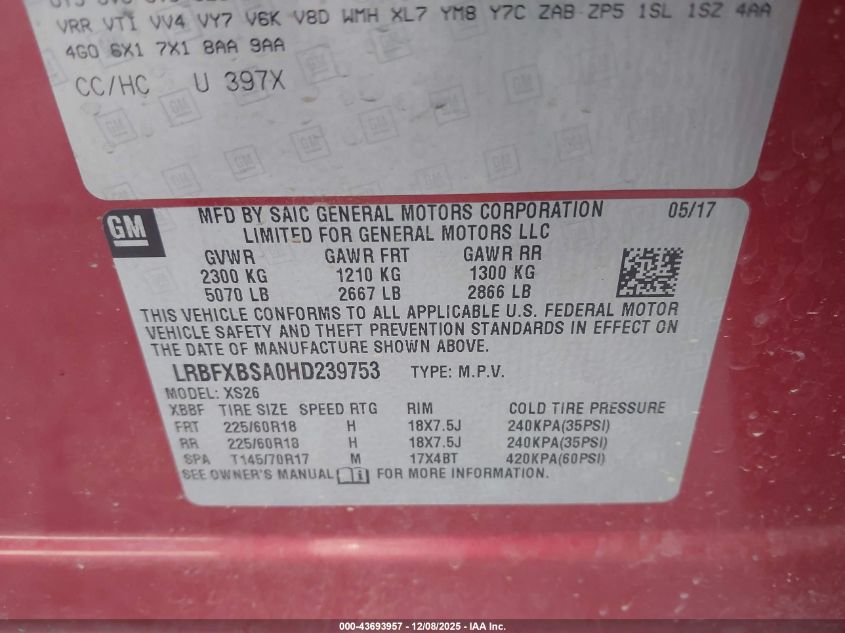 VRR VTI VV4 VY7 V6K V8D WMH XL7 YM8 Y7C ZAB ZP5 1SL 1SZ 4AA
4G0 6X1 7X1 8AA 9AA
CC/HC U 397X
GM
MFD BY SAIC GENERAL MOTORS CORPORATION 05/17
LIMITED FOR GENERAL MOTORS LLC
GVWR GAWR FRT GAWR RR
2300 KG 1210 KG 1300 KG
5070 LB 2667 LB 2866 LB
THIS VEHICLE CONFORMS TO ALL APPLICABLE U.S. FEDERAL MOTOR
VEHICLE SAFETY AND THEFT PREVENTION STANDARDS IN EFFECT ON
THE DATE OF MANUFACTURE SHOWN ABOVE.
LRBFXBSA0HD239753 TYPE: M.P.V.
MODEL: XS26
XBBF TIRE SIZE SPEED RTG RIM COLD TIRE PRESSURE
FRT 225/60R18 H 18X7.5J 240KPA(35PSI)
RR 225/60R18 H 18X7.5J 240KPA(35PSI)
SPA T145/70R17 M 17X4BT 420KPA(60PSI)
SEE OWNER'S MANUAL FOR MORE INFORMATION.
000-43693957 - 12/08/2025 - IAA Inc.